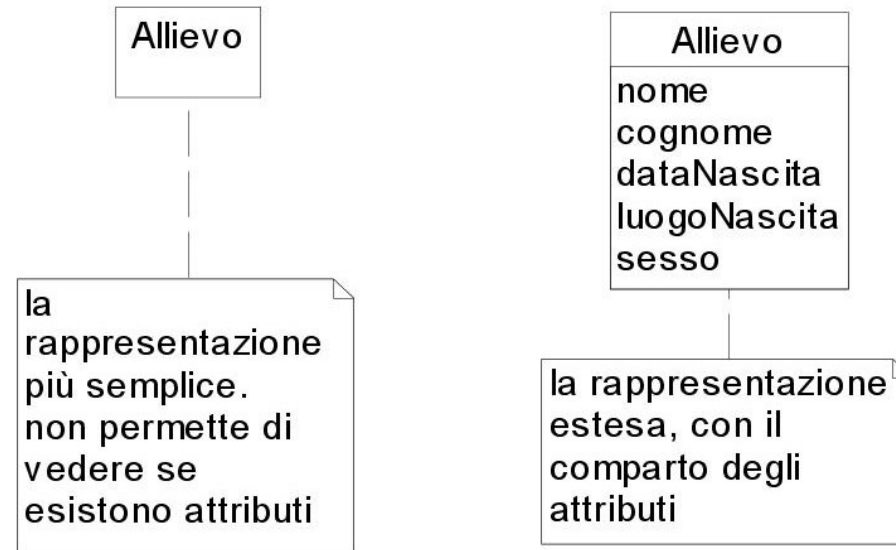 Allievo
la
rappresentazione
più semplice.
non permette di
vedere se
esistono attributi
Allievo
nome
cognome
dataNascita
luogoNascita
sesso
la rappresentazione
estesa, con il
comparto degli
attributi